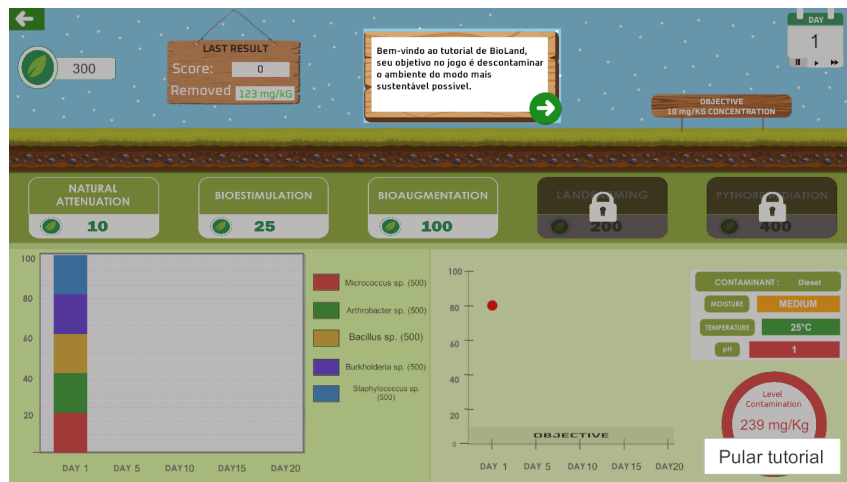 DAY
1
300
LAST RESULT
Score: 0
Removed 123 mg/kG
Bem-vindo ao tutorial de BioLand,
seu objetivo no jogo é descontaminar
o ambiente do modo mais
sustentável possível.
OBJECTIVE
10 mg/KG CONCENTRATION
NATURAL
ATTENUATION
10
BIOESTIMULATION
25
BIOAUGMENTATION
100
LANDFARMING
200
400
100
80
60
40
20
DAY 1 DAY 5 DAY10 DAY15 DAY20
Micrococcus sp. (500)
Arthrobacter sp. (500)
Bacillus sp. (500)
Burkholderia sp. (500)
Staphylococcus sp.
(500)
100
80
60
40
20
0
OBJECTIVE
DAY 1 DAY 5 DAY10 DAY 15 DAY20
CONTAMINANT : Diesel
MOISTURE MEDIUM
TEMPERATURE 25°C
pH 1
Level
Contamination
239 mg/Kg
Pular tutorial